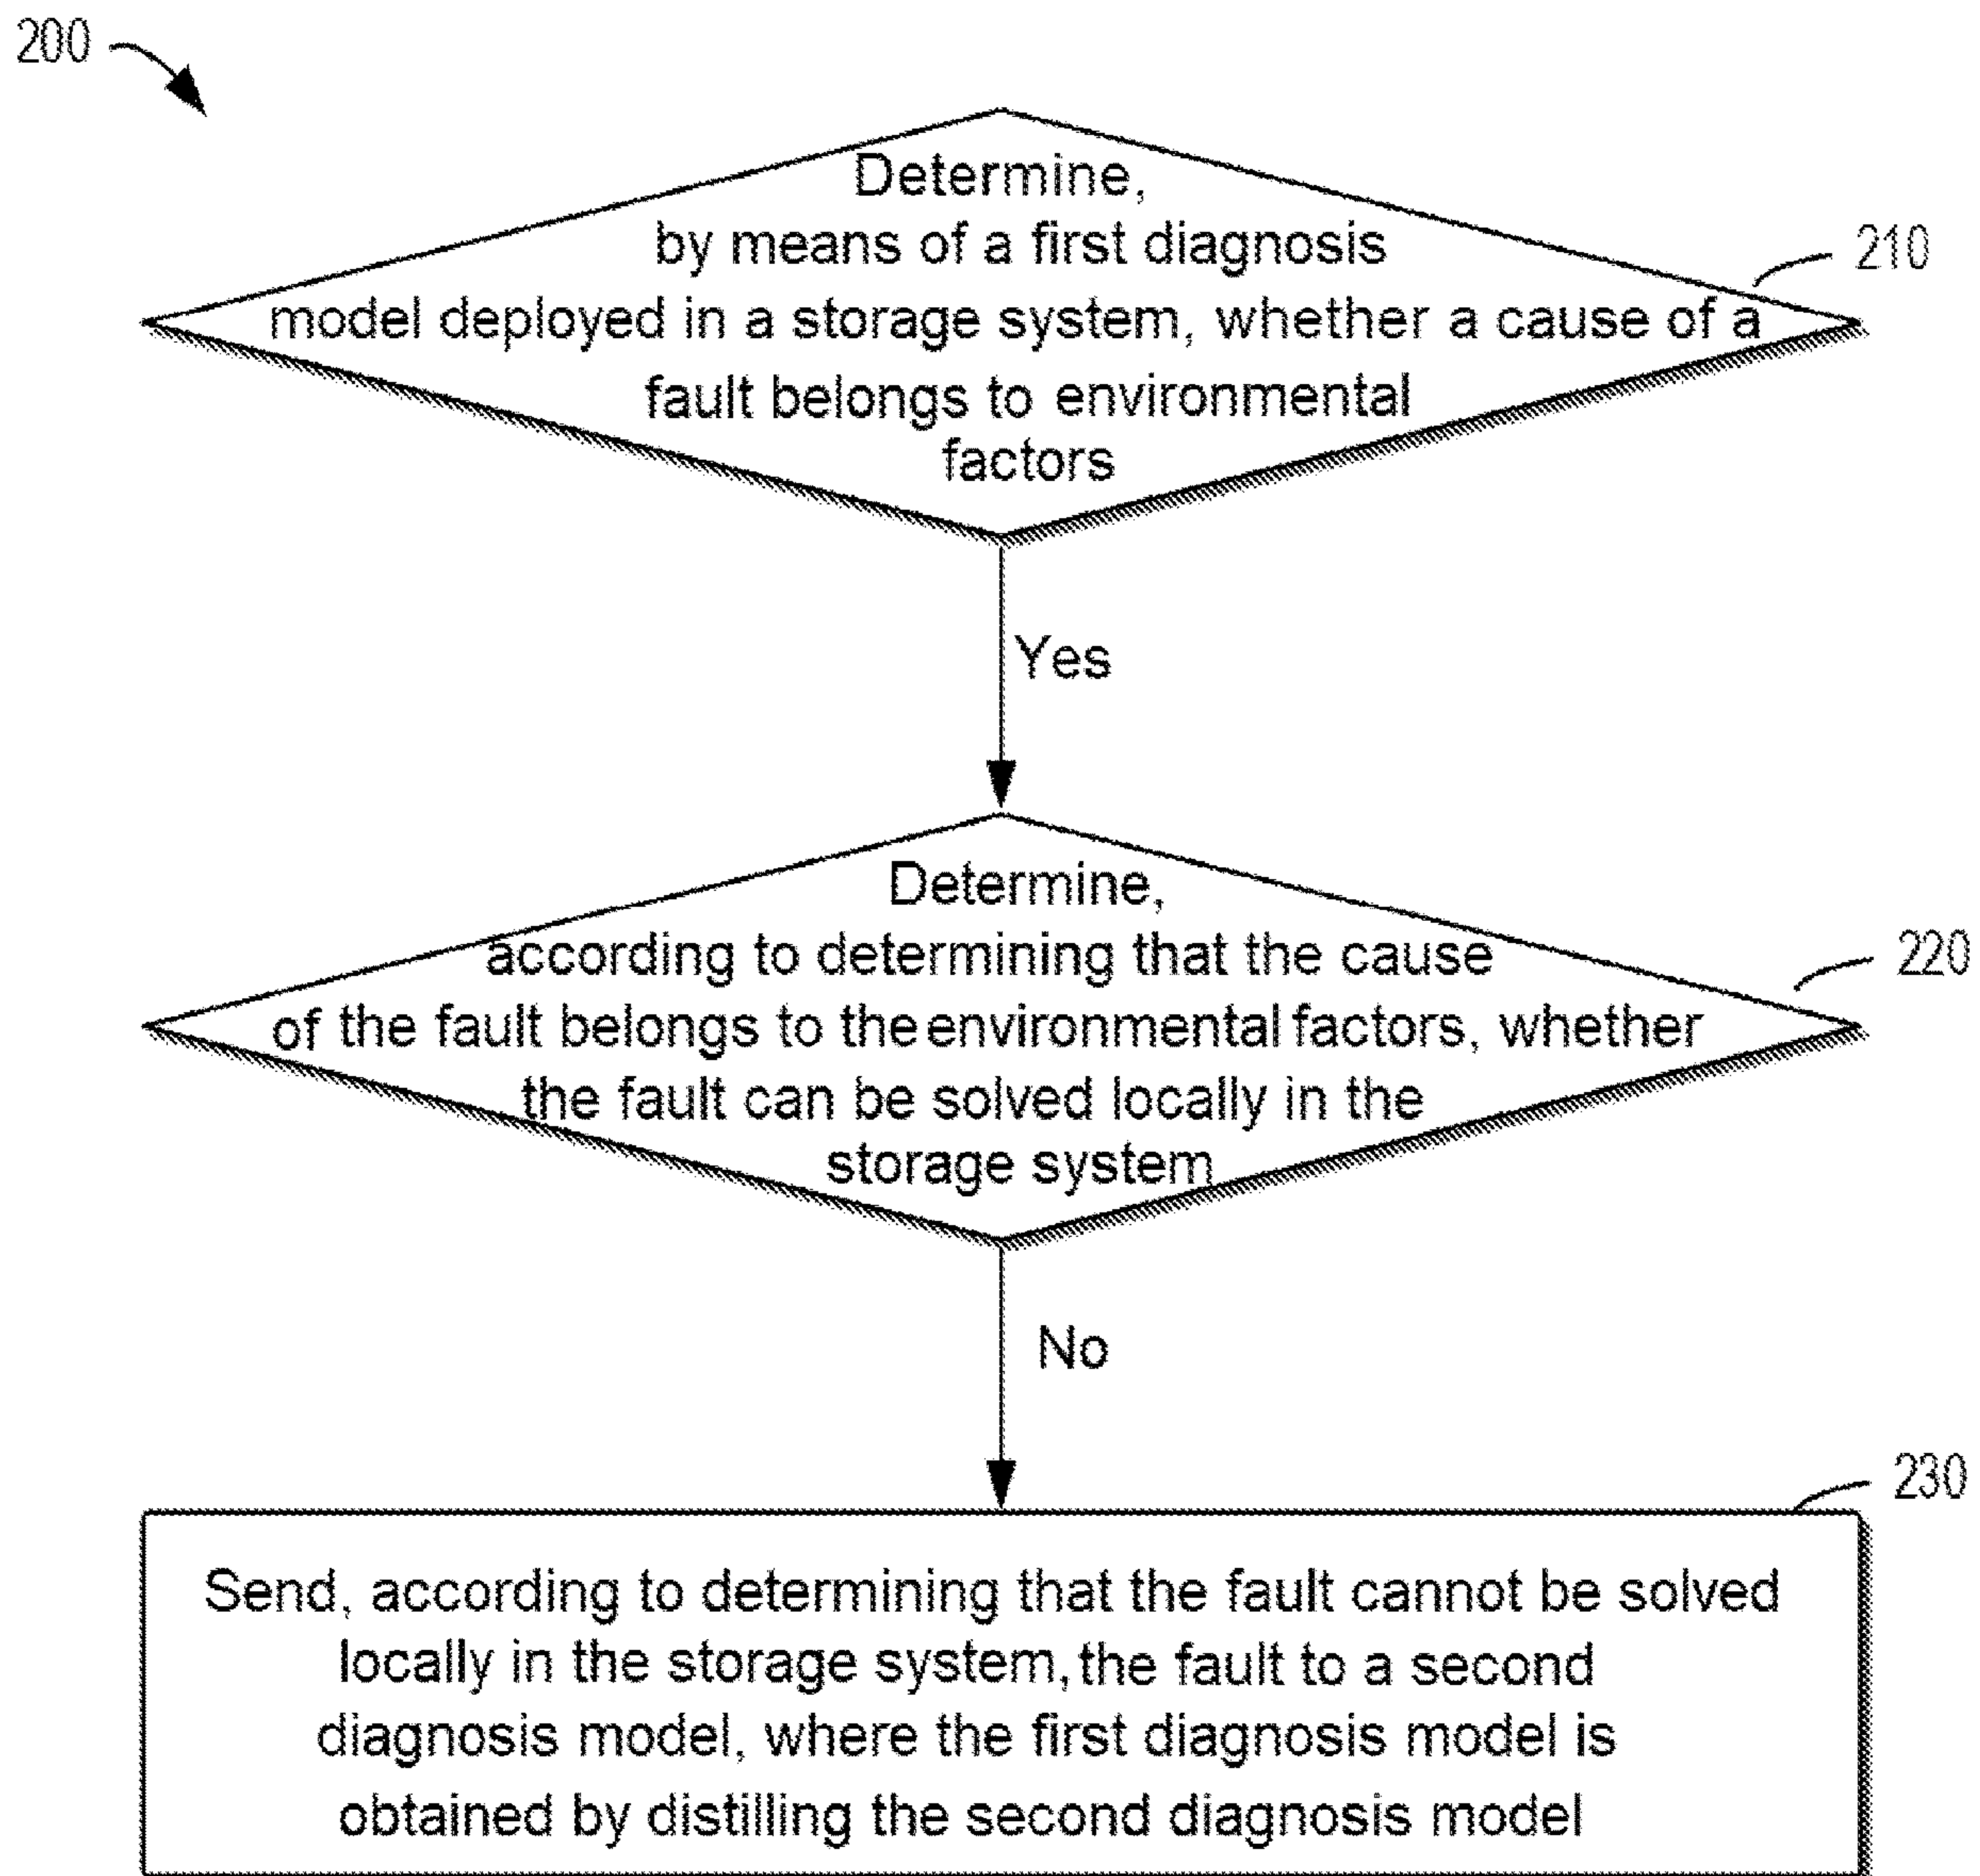 200
Determine,
by means of a first diagnosis
210
model deployed in a storage system, whether a cause of a
fault belongs to environmental
factors
Yes
Determine,
according to determining that the cause
220
of the fault belongs to the environmental factors, whether
the fault can be solved locally in the
storage system
No
230
Send, according to determining that the fault cannot be solved
locally in the storage system, the fault to a second
diagnosis model, where the first diagnosis model is
obtained by distilling the second diagnosis model